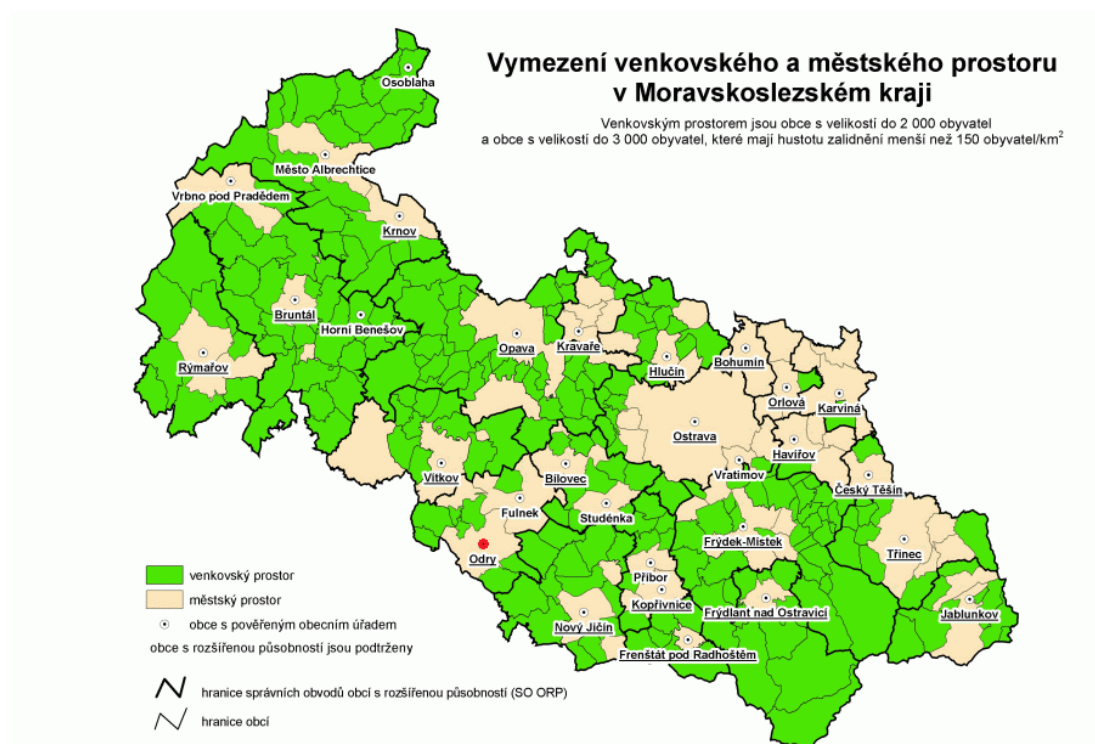 Vymezení venkovského a městského prostoru
v Moravskoslezském kraji
Venkovským prostorem jsou obce s velikostí do 2 000 obyvatel
a obce s velikostí do 3 000 obyvatel, které mají hustotu zalidnění menší než 150 obyvatel/km²
Osoblaha
Město Albrechtice
Vrbno pod Pradědem
Krnov
Bruntál
Horní Benešov
Rýmařov
Opava
Kravaře
Hlučín
Bohumín
Orlová
Karviná
Ostrava
Havířov
Vratimov
Český Těšín
Vítkov
Bílovec
Fulnek
Studénka
Odry
Frýdek-Místek
Třinec
Příbor
Kopřivnice
Frýdlant nad Ostravicí
Jablunkov
Nový Jičín
Frenštát pod Radhoštěm
venkovský prostor
městský prostor
obce s pověřeným obecním úřadem
obce s rozšířenou působností jsou podtrženy
hranice správních obvodů obcí s rozšířenou působností (SO ORP)
hranice obcí